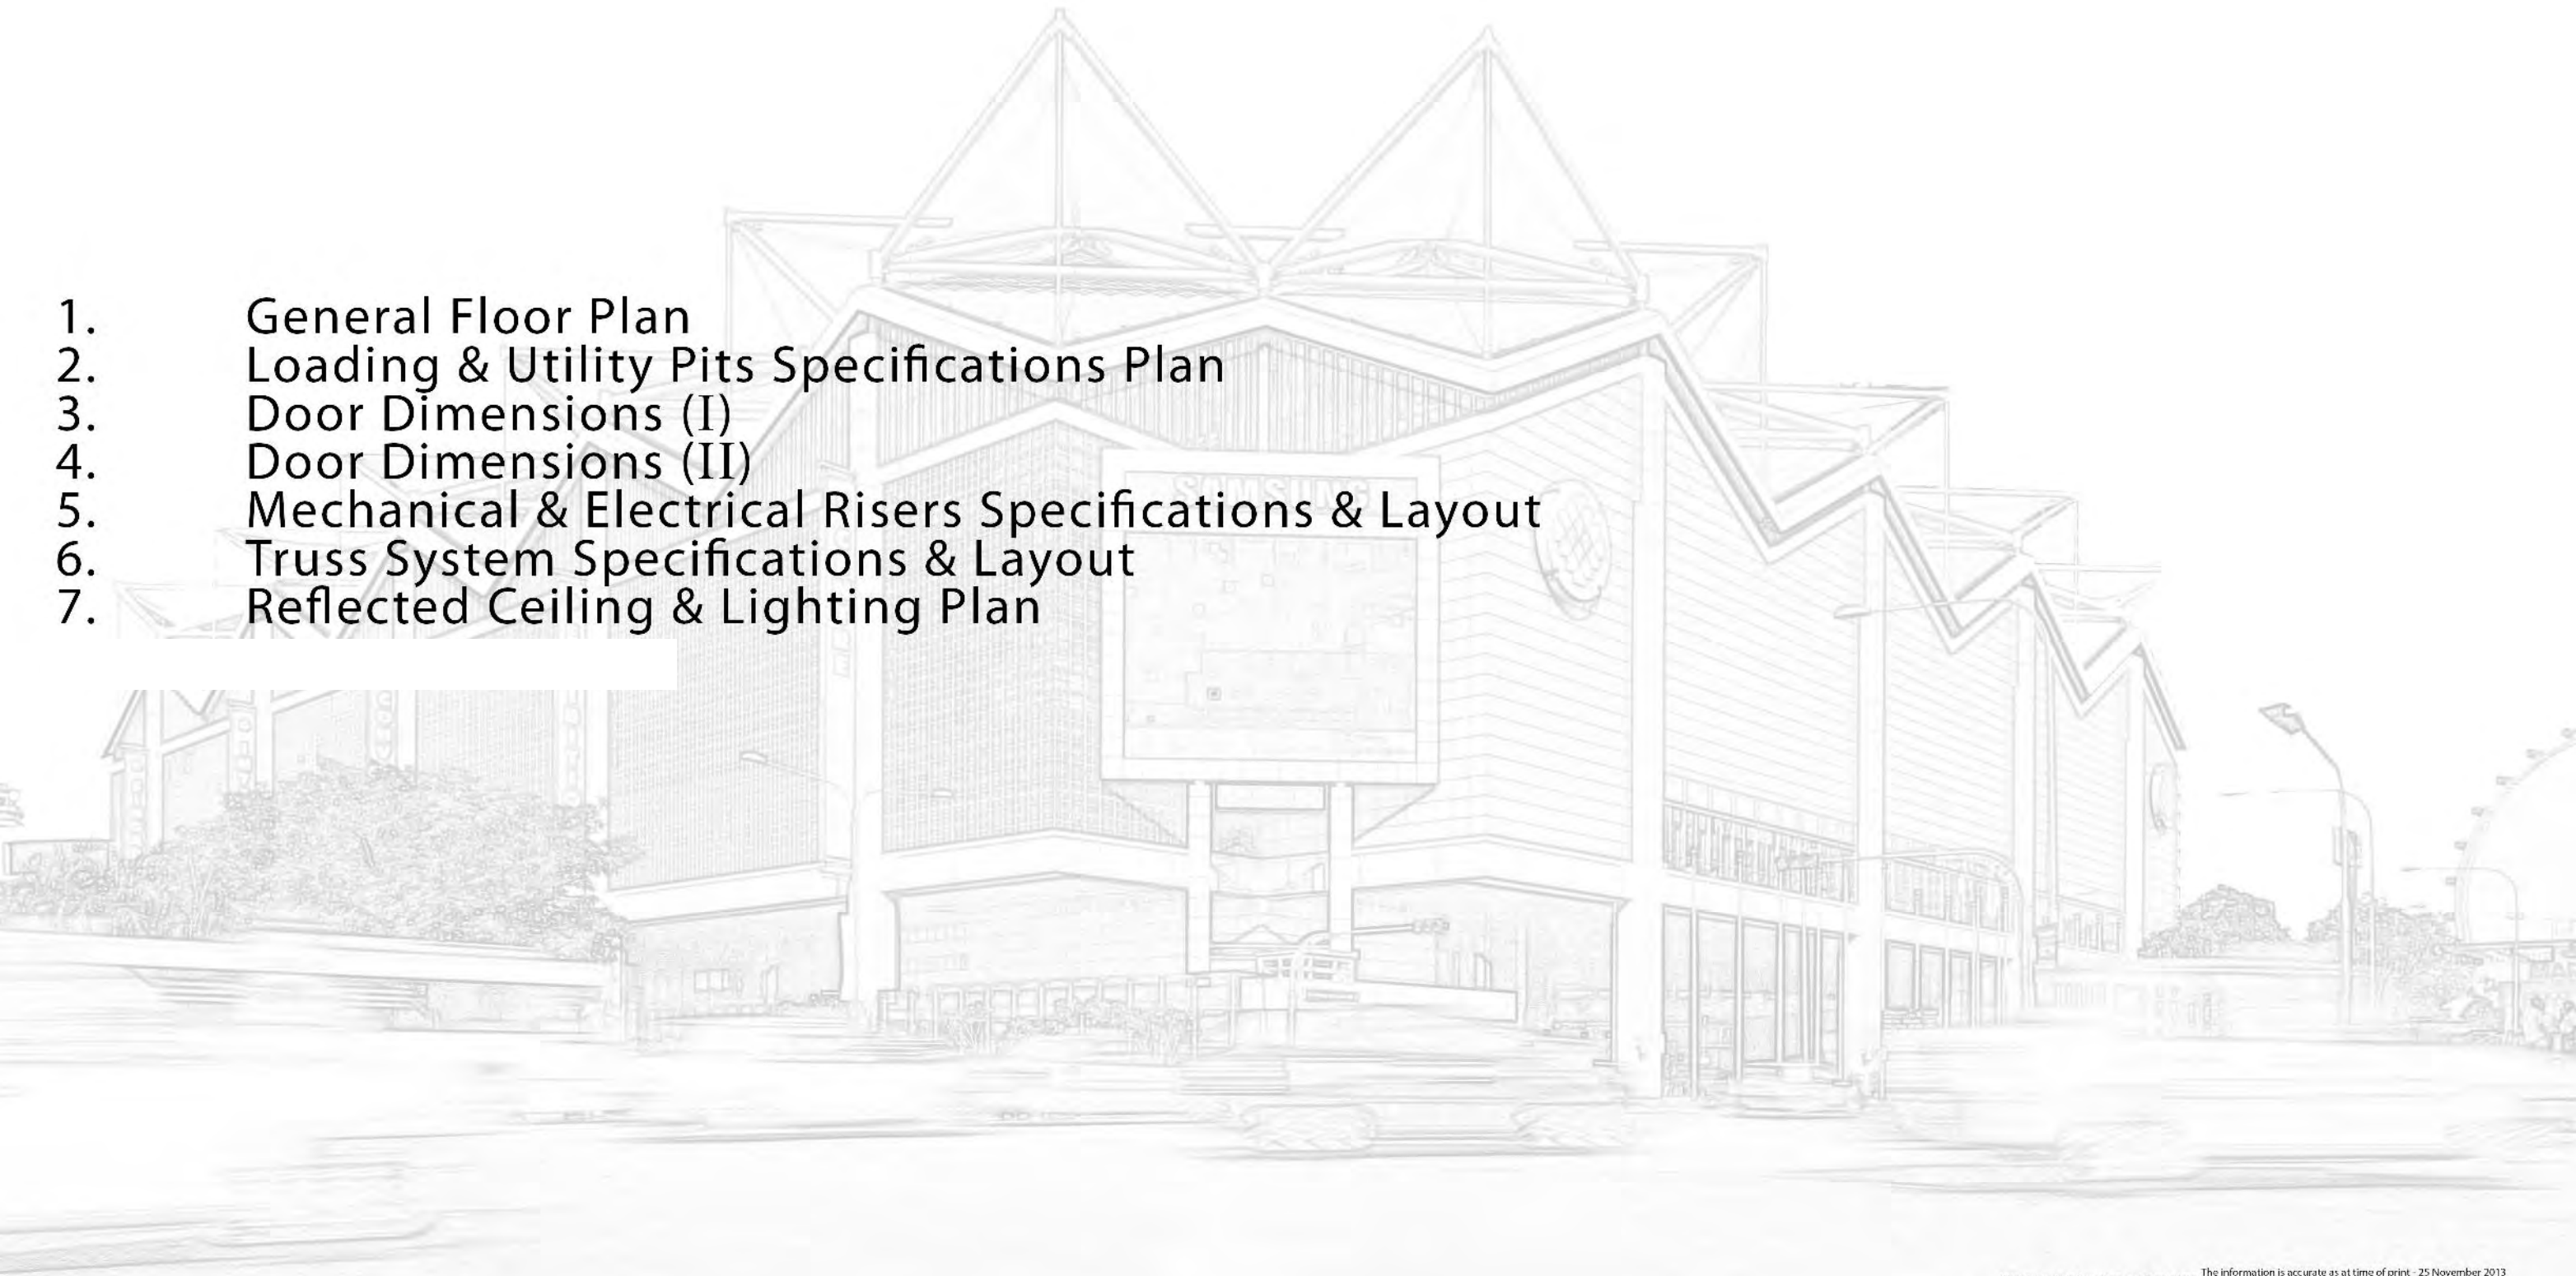 1. General Floor Plan
2. Loading & Utility Pits Specifications Plan
3. Door Dimensions (I)
4. Door Dimensions (II)
5. Mechanical & Electrical Risers Specifications & Layout
6. Truss System Specifications & Layout
7. Reflected Ceiling & Lighting Plan
SAMSUNG
The information is accurate as at time of print - 25 November 2013